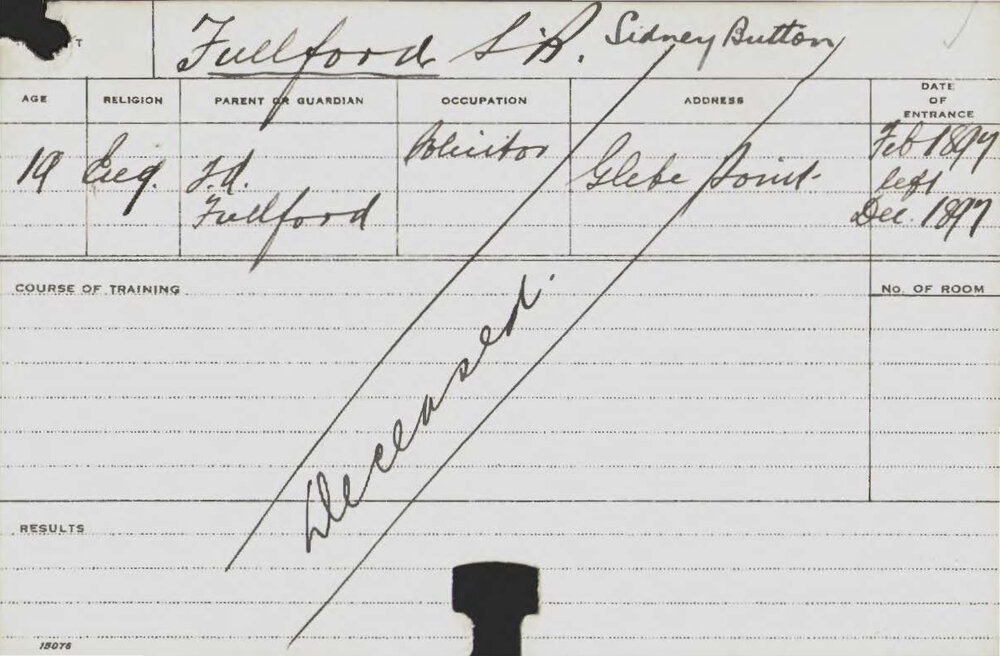 T
Fullford S.B. Sidney Button
AGE RELIGION PARENT OR GUARDIAN OCCUPATION ADDRESS DATE OF ENTRANCE
19 Eng. Solicitor Glebe Point. Feb 1897
left
Fullford Dec. 1897
COURSE OF TRAINING No. OF ROOM
Deceased.
RESULTS
15076